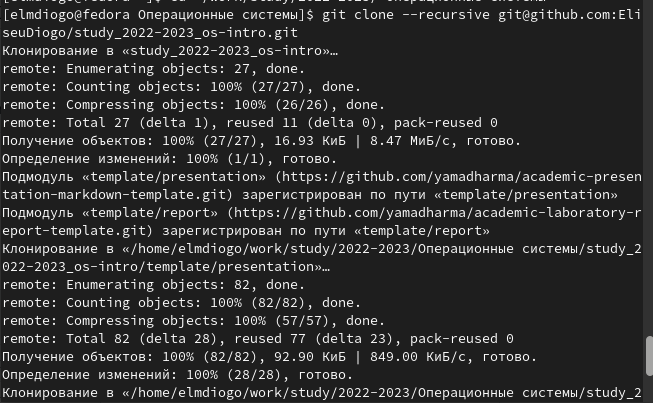 [elmdiogo@fedora Операционные системы]$ git clone --recursive git@github.com:Eli
seuDiogo/study_2022-2023_os-intro.git
Клонирование в «study_2022-2023_os-intro»…
remote: Enumerating objects: 27, done.
remote: Counting objects: 100% (27/27), done.
remote: Compressing objects: 100% (26/26), done.
remote: Total 27 (delta 1), reused 11 (delta 0), pack-reused 0
Получение объектов: 100% (27/27), 16.93 КиБ | 8.47 МиБ/с, готово.
Определение изменений: 100% (1/1), готово.
Подмодуль «template/presentation» (https://github.com/yamadharma/academic-presen
tation-markdown-template.git) зарегистрирован по пути «template/presentation»
Подмодуль «template/report» (https://github.com/yamadharma/academic-laboratory-r
eport-template.git) зарегистрирован по пути «template/report»
Клонирование в «/home/elmdiogo/work/study/2022-2023/Операционные системы/study_2
022-2023_os-intro/template/presentation»…
remote: Enumerating objects: 82, done.
remote: Counting objects: 100% (82/82), done.
remote: Compressing objects: 100% (57/57), done.
remote: Total 82 (delta 28), reused 77 (delta 23), pack-reused 0
Получение объектов: 100% (82/82), 92.90 КиБ | 849.00 КиБ/с, готово.
Определение изменений: 100% (28/28), готово.
Клонирование в «/home/elmdiogo/work/study/2022-2023/Операционные системы/study_2